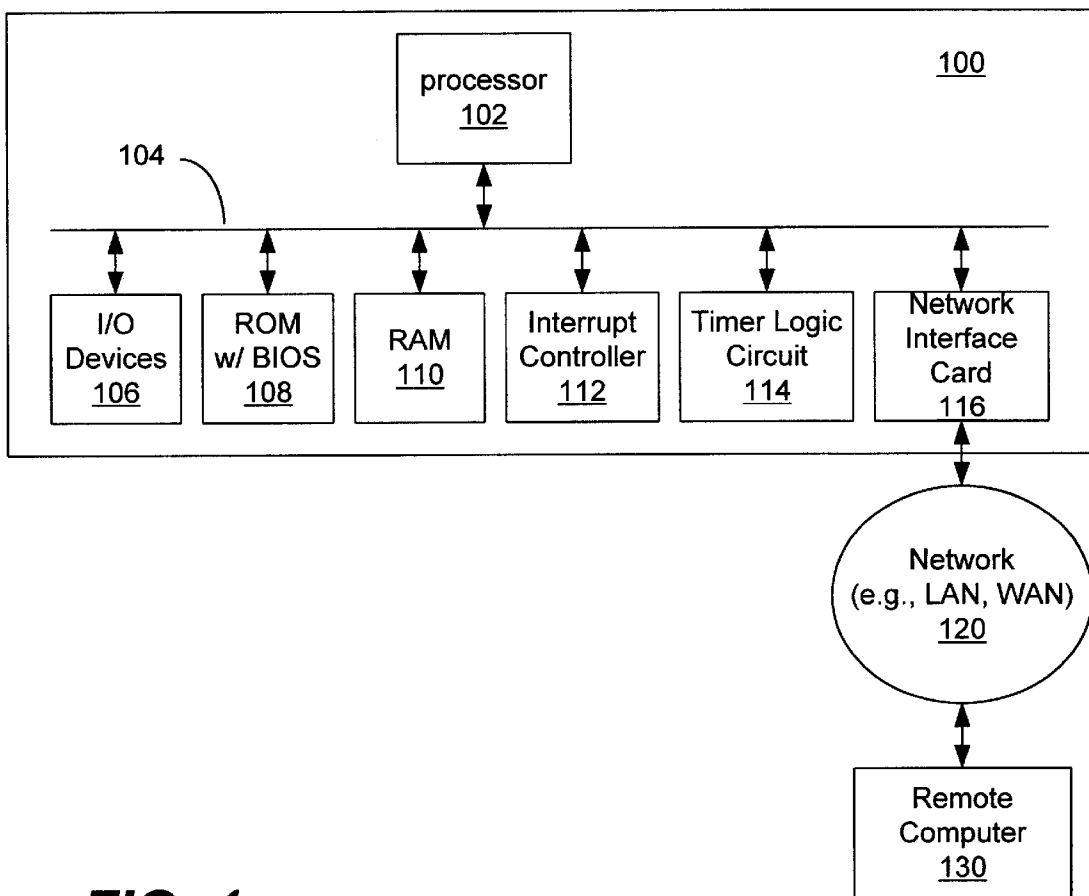 100
processor
102
104
I/O
Devices
106
ROM
w/ BIOS
108
RAM
110
Interrupt
Controller
112
Timer Logic
Circuit
114
Network
Interface
Card
116
Network
(e.g., LAN, WAN)
120
Remote
Computer
130